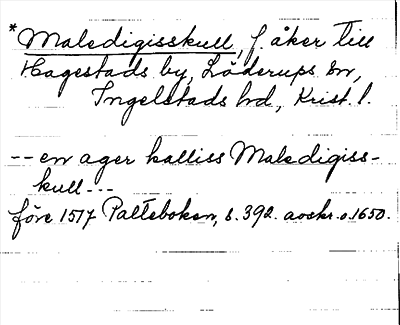 * Maledigisskull, f. åker till
Hagestads by, Löderups sn,
Ingelstads hd, Krist. l.
-- en ager kalliss Maledigiss-
kull---
före 1517 Palteboken, s. 392. avskr. o. 1650.